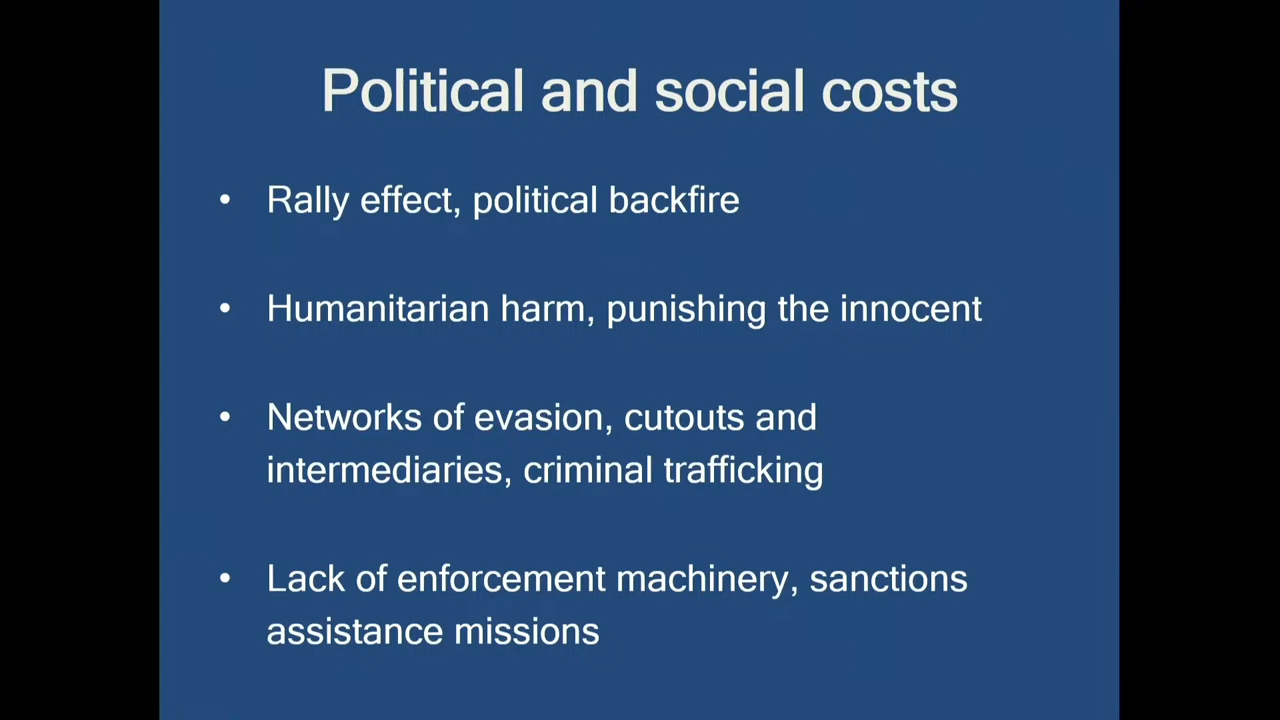 Political and social costs
• Rally effect, political backfire
• Humanitarian harm, punishing the innocent
• Networks of evasion, cutouts and
intermediaries, criminal trafficking
• Lack of enforcement machinery, sanctions
assistance missions